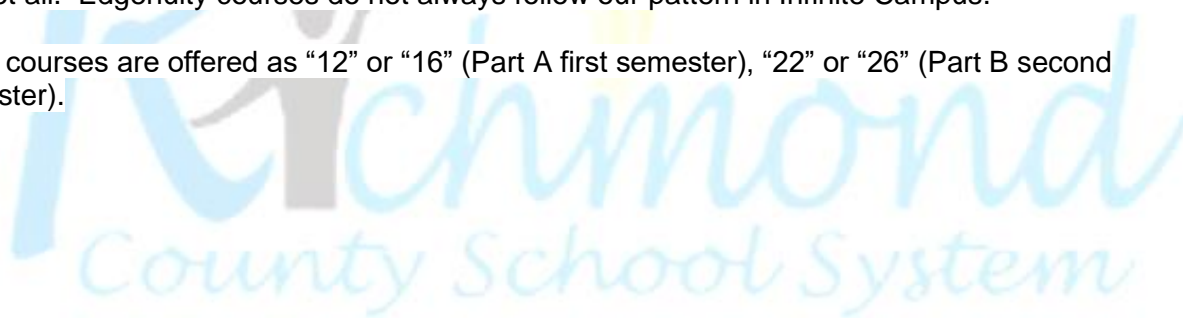 ot all. Edgenuity courses do not always follow our pattern in Infinite Campus.
courses are offered as “12” or “16” (Part A first semester), “22” or “26” (Part B second
ster).
Richmond
County School System